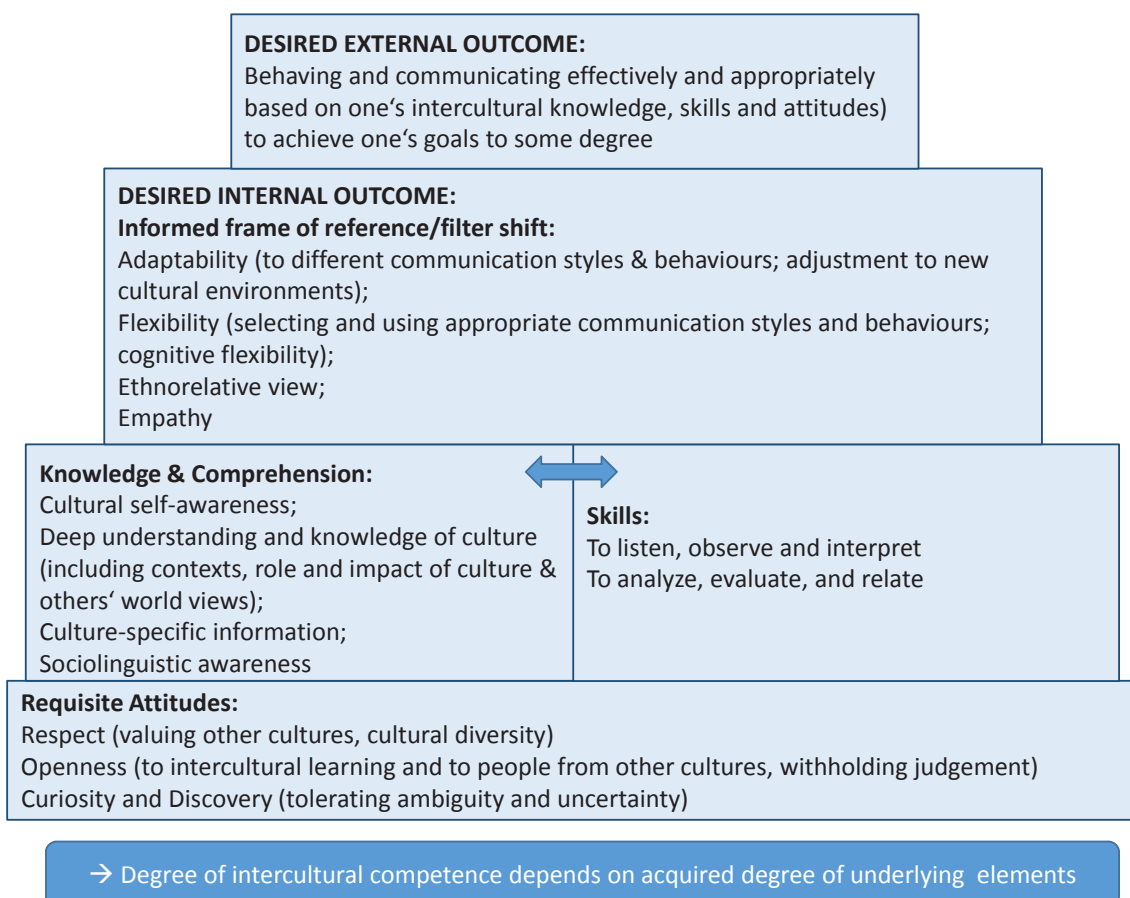 DESIRED EXTERNAL OUTCOME:
Behaving and communicating effectively and appropriately
based on one‘s intercultural knowledge, skills and attitudes)
to achieve one‘s goals to some degree
DESIRED INTERNAL OUTCOME:
Informed frame of reference/filter shift:
Adaptability (to different communication styles & behaviours; adjustment to new
cultural environments);
Flexibility (selecting and using appropriate communication styles and behaviours;
cognitive flexibility);
Ethnorelative view;
Empathy
Knowledge & Comprehension:
Cultural self-awareness;
Deep understanding and knowledge of culture
(including contexts, role and impact of culture &
others‘ world views);
Culture-specific information;
Sociolinguistic awareness
Skills:
To listen, observe and interpret
To analyze, evaluate, and relate
Requisite Attitudes:
Respect (valuing other cultures, cultural diversity)
Openness (to intercultural learning and to people from other cultures, withholding judgement)
Curiosity and Discovery (tolerating ambiguity and uncertainty)
→ Degree of intercultural competence depends on acquired degree of underlying elements